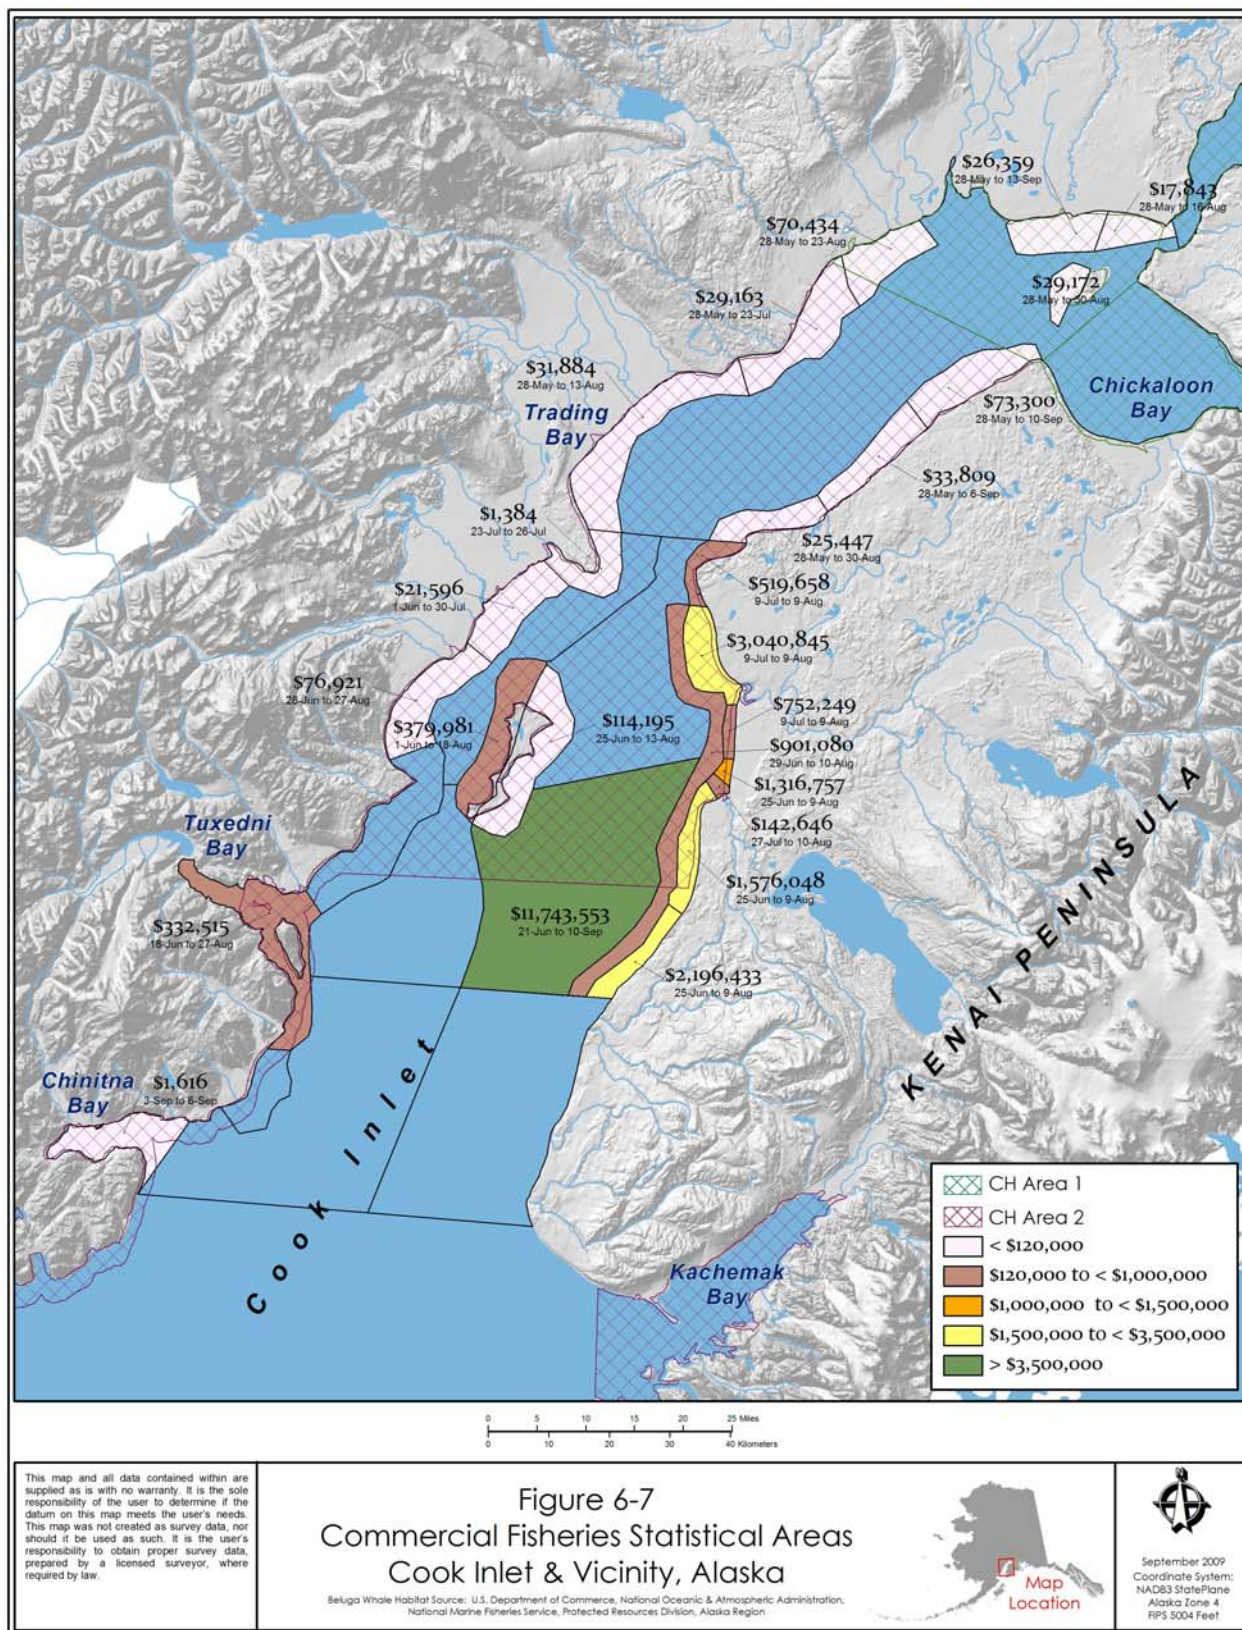 $26,359
28-May to 13-Sep
$17,843
28-May to 16-Aug
$70,434
28-May to 23-Aug
$29,172
28-May to 30-Aug
$29,163
28-May to 23-Jul
$31,884
28-May to 13-Aug
Trading
Bay
Chickaloon
Bay
$73,300
28-May to 10-Sep
$33,809
28-May to 6-Sep
$1,384
23-Jul to 26-Jul
$25,447
28-May to 30-Aug
$21,596
1-Jun to 30-Jul
$519,658
9-Jul to 9-Aug
$3,040,845
9-Jul to 9-Aug
$76,921
28-Jun to 27-Aug
$379,981
1-Jun to 18-Aug
$114,195
25-Jun to 13-Aug
$752,249
9-Jul to 9-Aug
$901,080
29-Jun to 10-Aug
$1,316,757
25-Jun to 9-Aug
$142,646
27-Jul to 10-Aug
Tuxedni
Bay
$1,576,048
25-Jun to 9-Aug
$332,515
18-Jun to 27-Aug
$11,743,553
21-Jun to 10-Sep
$2,196,433
25-Jun to 9-Aug
KENAI PENINSULA
Chinitna
Bay
$1,616
3-Sep to 6-Sep
Cook Inlet
Kachemak
Bay
CH Area 1
CH Area 2
< $120,000
$120,000 to < $1,000,000
$1,000,000 to < $1,500,000
$1,500,000 to < $3,500,000
> $3,500,000
0 5 10 15 20 25 Miles
0 10 20 30 40 Kilometers
This map and all data contained within are
supplied as is with no warranty. It is the sole
responsibility of the user to determine if the
datum on this map meets the user's needs.
This map was not created as survey data, nor
should it be used as such. It is the user's
responsibility to obtain proper survey data,
prepared by a licensed surveyor, where
required by law.
Figure 6-7
Commercial Fisheries Statistical Areas
Cook Inlet & Vicinity, Alaska
Beluga Whale Habitat Source: U.S. Department of Commerce, National Oceanic & Atmospheric Administration,
National Marine Fisheries Service, Protected Resources Division, Alaska Region
Map
Location
September 2009
Coordinate System:
NAD83 StatePlane
Alaska Zone 4
FIPS 5004 Feet